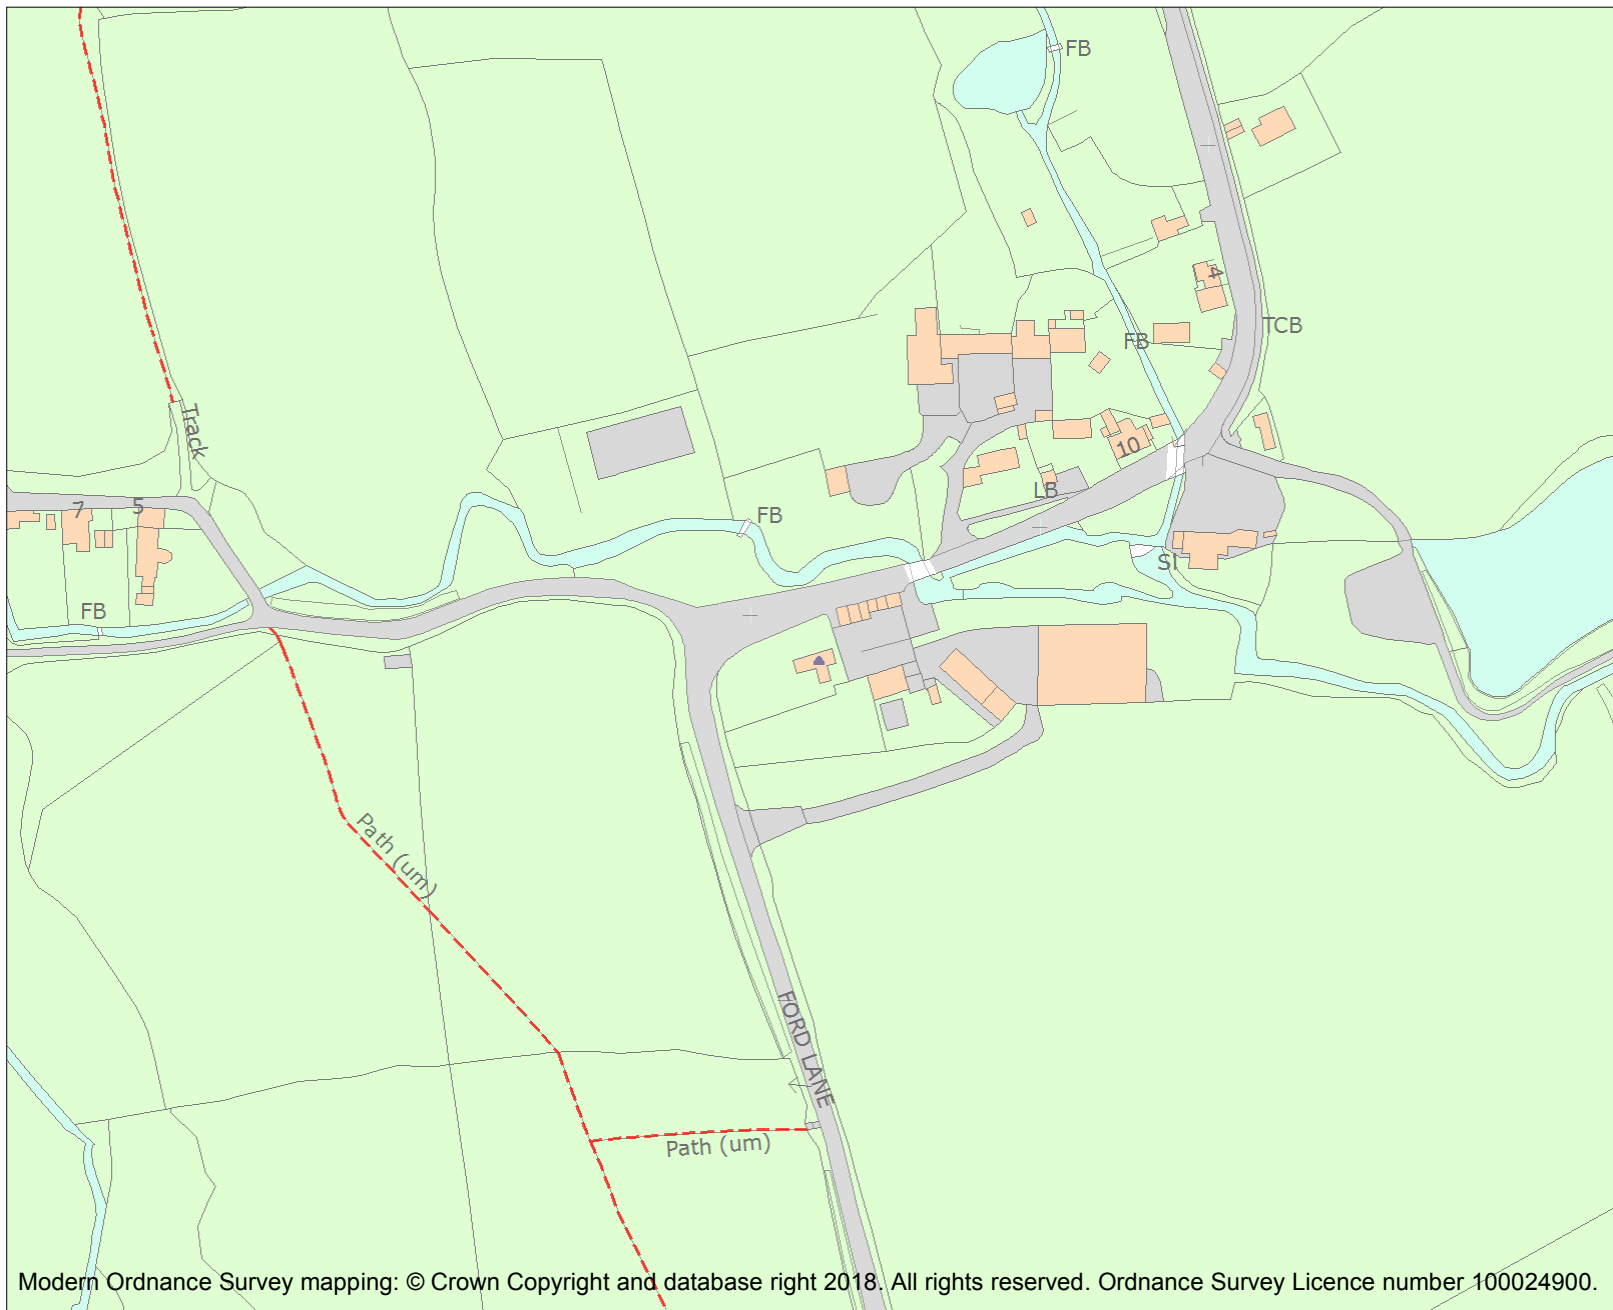 FB
4
TCB
FB
Track
10
LB
7
5
FB
SI
FB
Path (um)
FORD LANE
Path (um)
Modern Ordnance Survey mapping: © Crown Copyright and database right 2018. All rights reserved. Ordnance Survey Licence number 100024900.